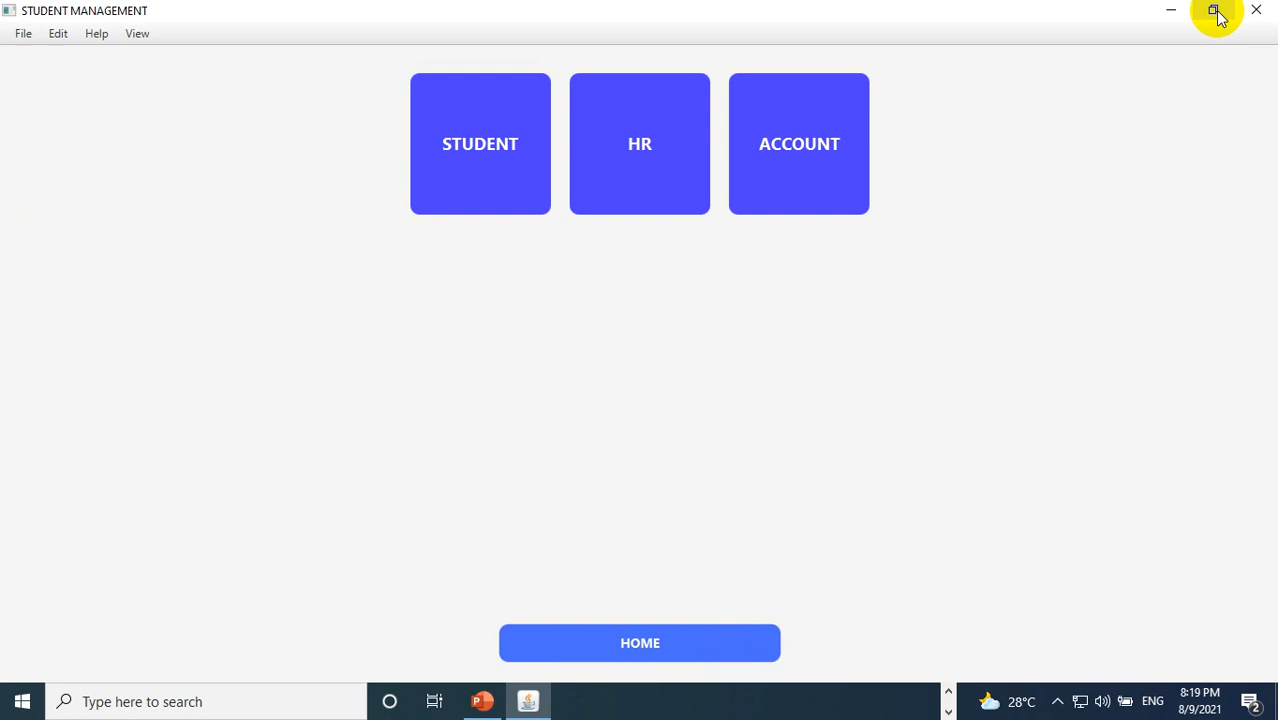 STUDENT MANAGEMENT
File Edit Help View
STUDENT HR ACCOUNT
HOME
Type here to search
28°C
ENG
8:19 PM
8/9/2021
2